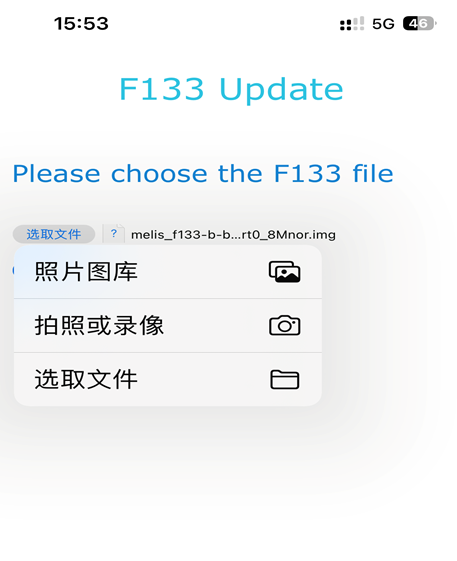 15:53 5G 46
F133 Update
Please choose the F133 file
选取文件 ? melis_f133-b-b...rt0_8Mnor.img
照片图库
拍照或录像
选取文件